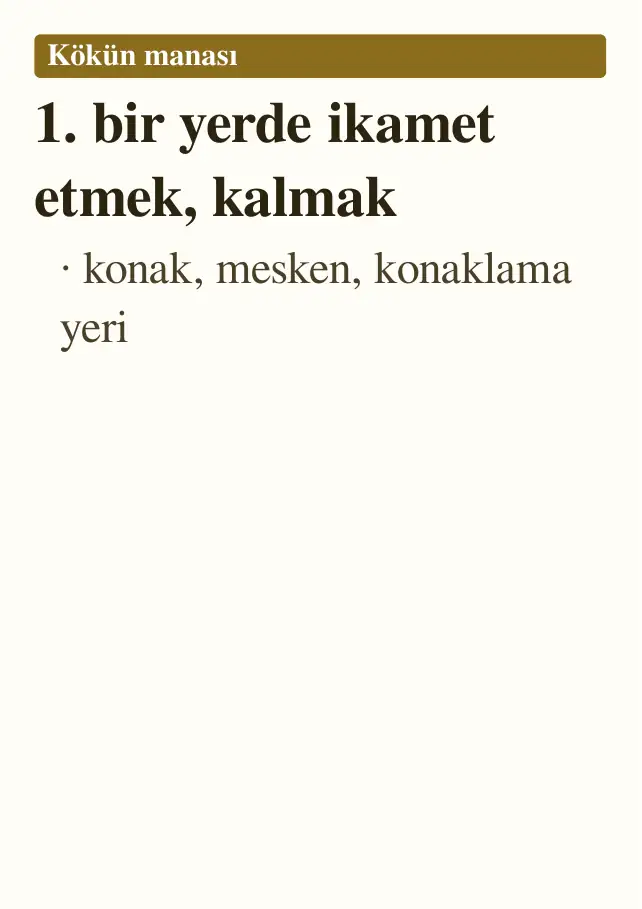 Kökün manası
1. bir yerde ikamet
etmek, kalmak
· konak, mesken, konaklama
yeri